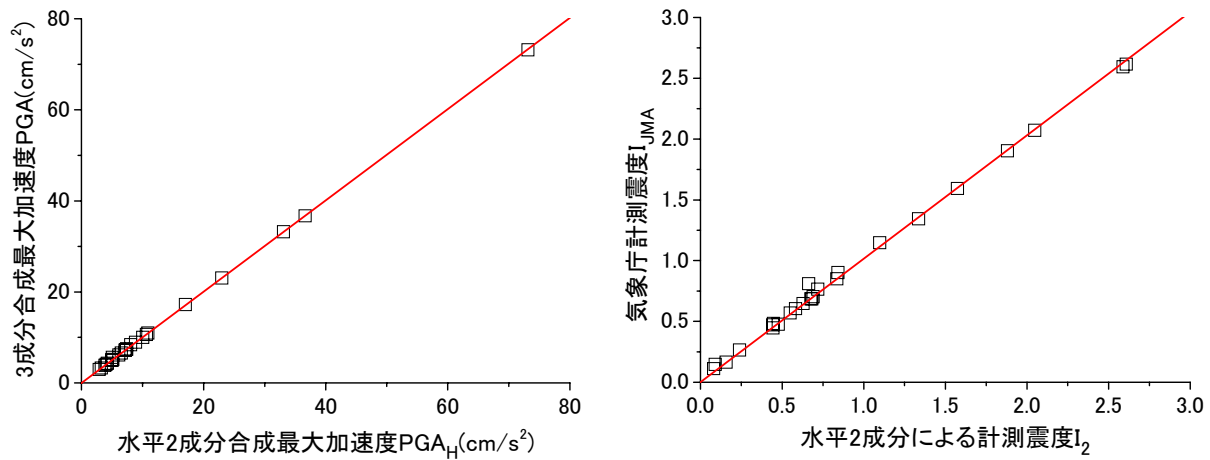 3成分合成最大加速度PGA(cm/s²)
80
60
40
20
0
0 20 40 60 80
水平2成分合成最大加速度PGA_H(cm/s²)
気象庁計測震度I_JMA
3.0
2.5
2.0
1.5
1.0
0.5
0.0
0.0 0.5 1.0 1.5 2.0 2.5 3.0
水平2成分による計測震度I₂